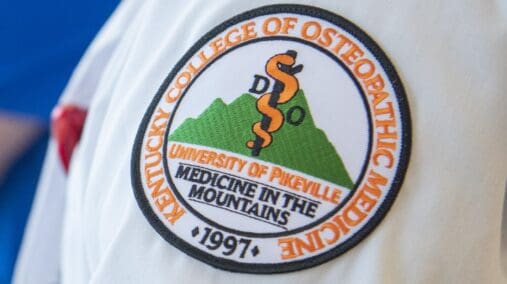 KENTUCKY COLLEGE OF OSTEOPATHIC MEDICINE
D O
UNIVERSITY OF PIKEVILLE
MEDICINE IN THE
MOUNTAINS
♦1997♦